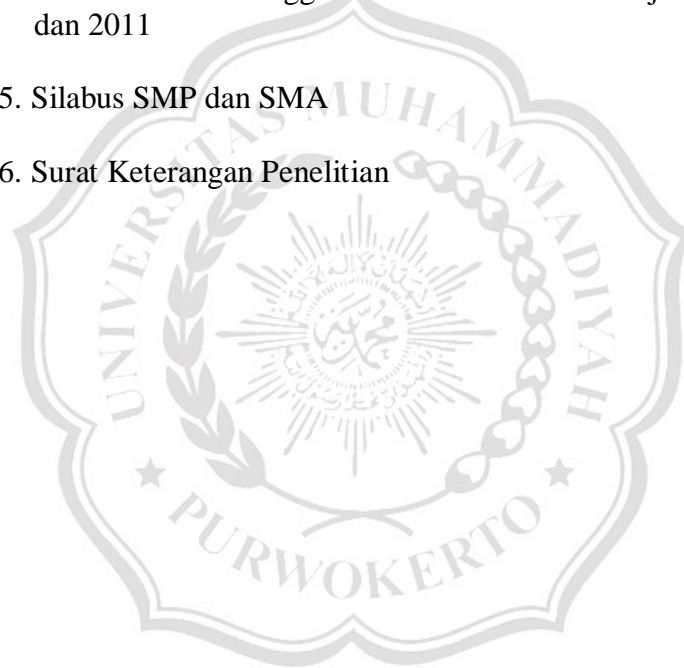 dan 2011
5. Silabus SMP dan SMA
6. Surat Keterangan Penelitian
UNIVERSITAS MUHAMMADIYAH
PURWOKERTO